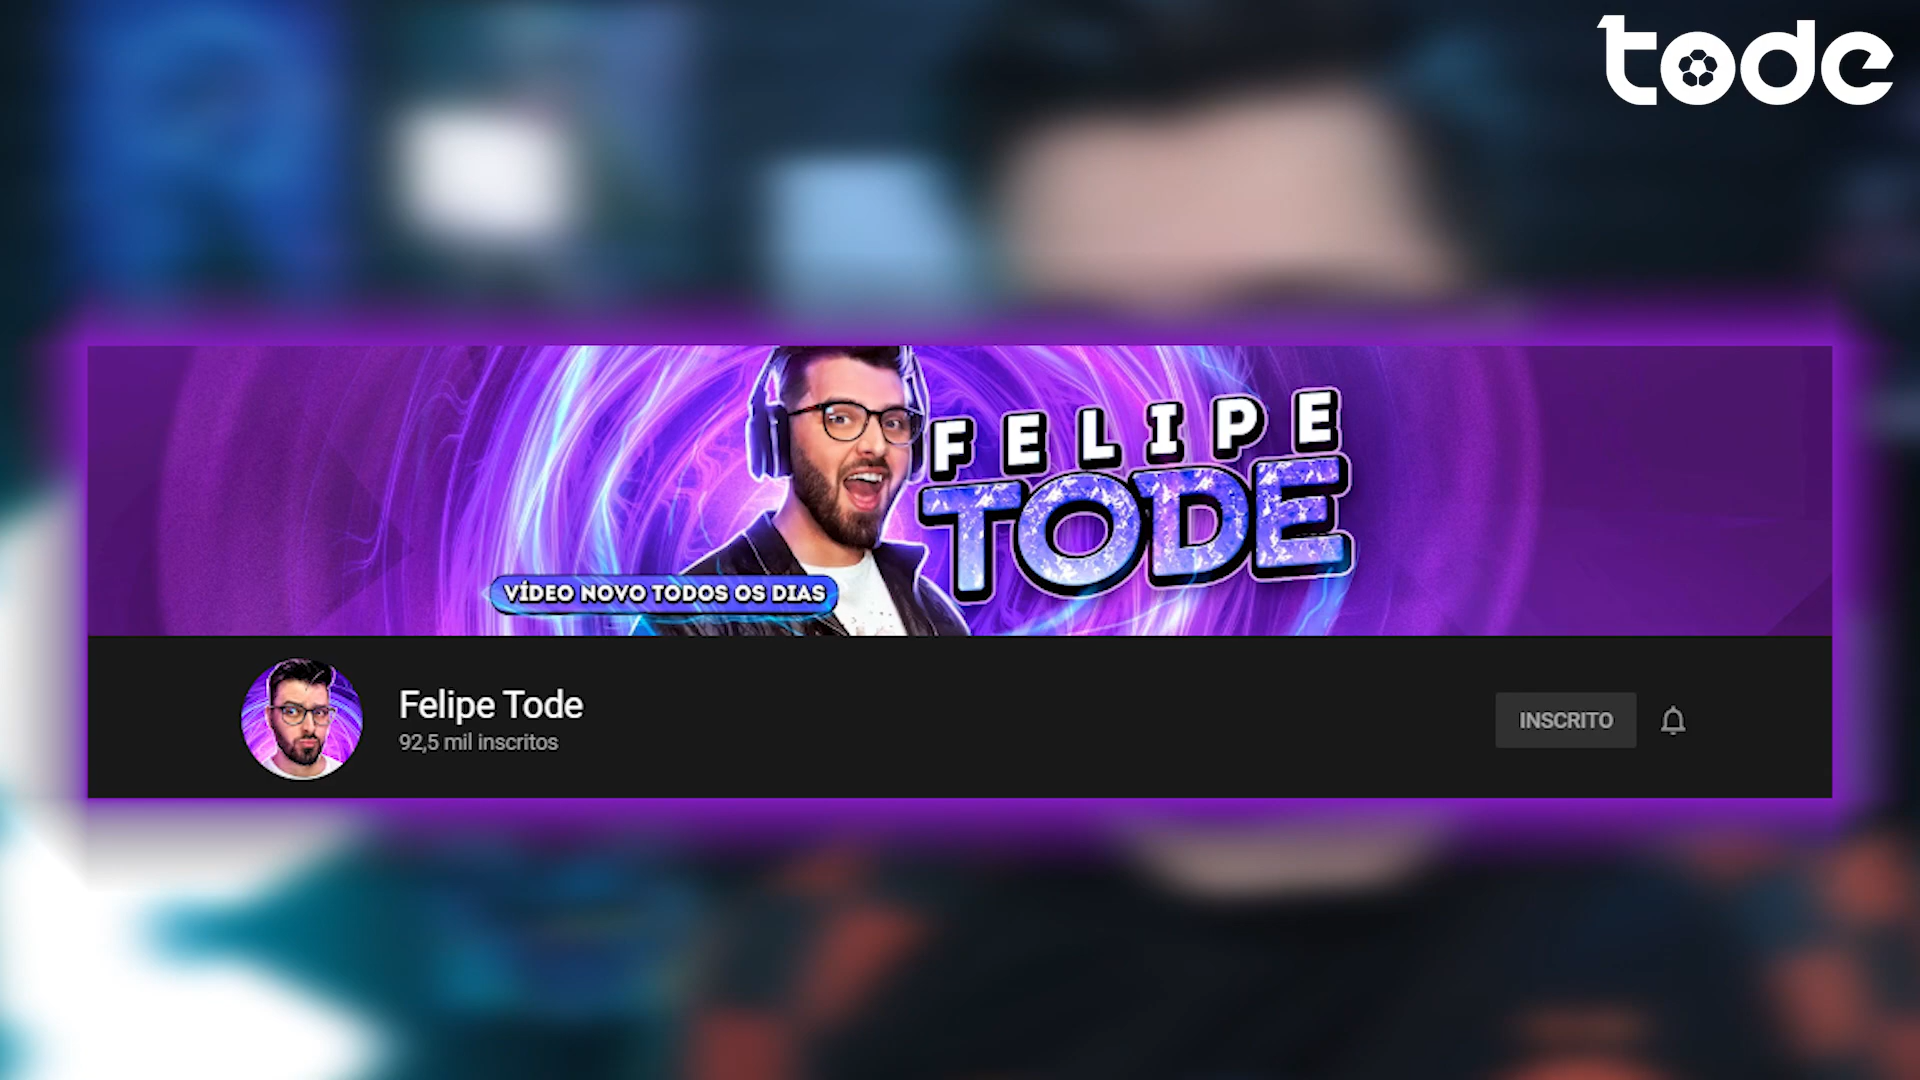 tode
FELIPE
TODE
VÍDEO NOVO TODOS OS DIAS
Felipe Tode
92,5 mil inscritos
INSCRITO